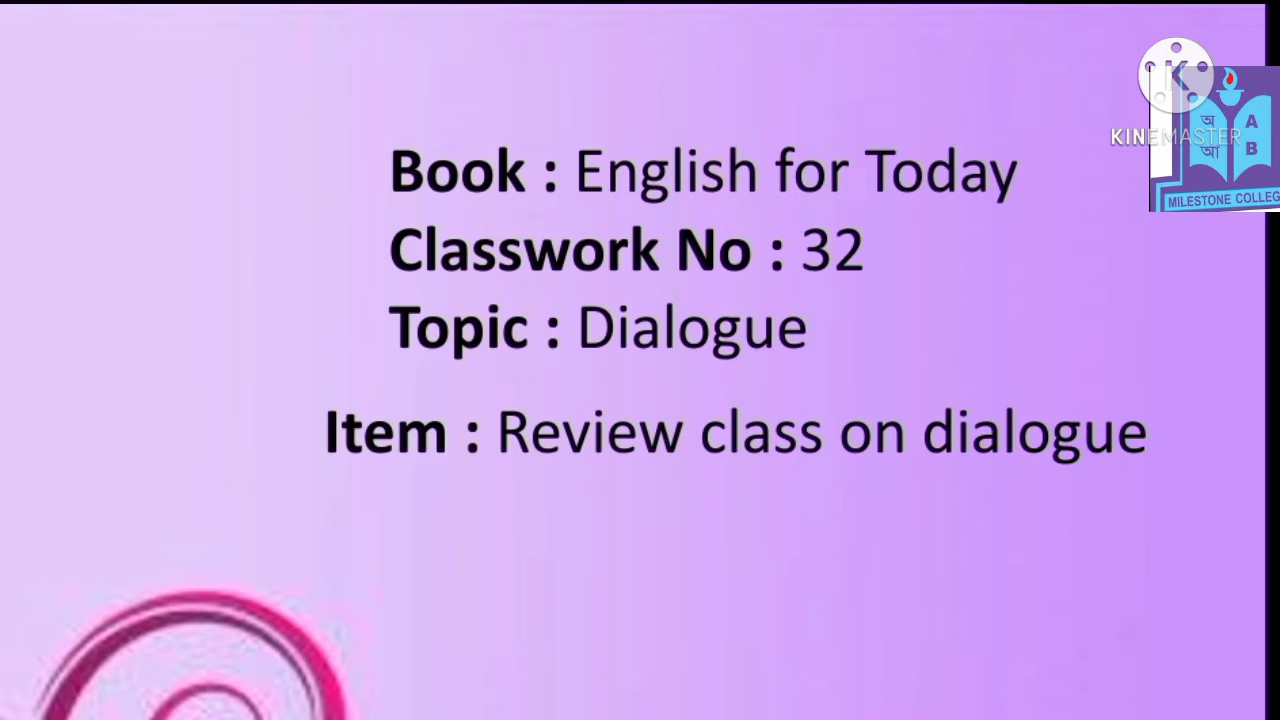 Book : English for Today
Classwork No : 32
Topic : Dialogue
Item : Review class on dialogue
K
KINEMASTER
অ A
আ B
MILESTONE COLLEG